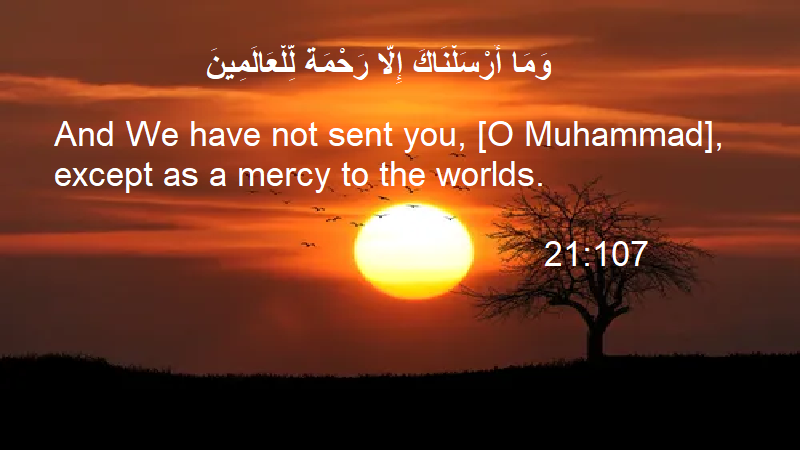 وَمَا أَرْسَلْنَاكَ إِلَّا رَحْمَة لِّلْعَالَمِينَ
And We have not sent you, [O Muhammad],
except as a mercy to the worlds.
21:107